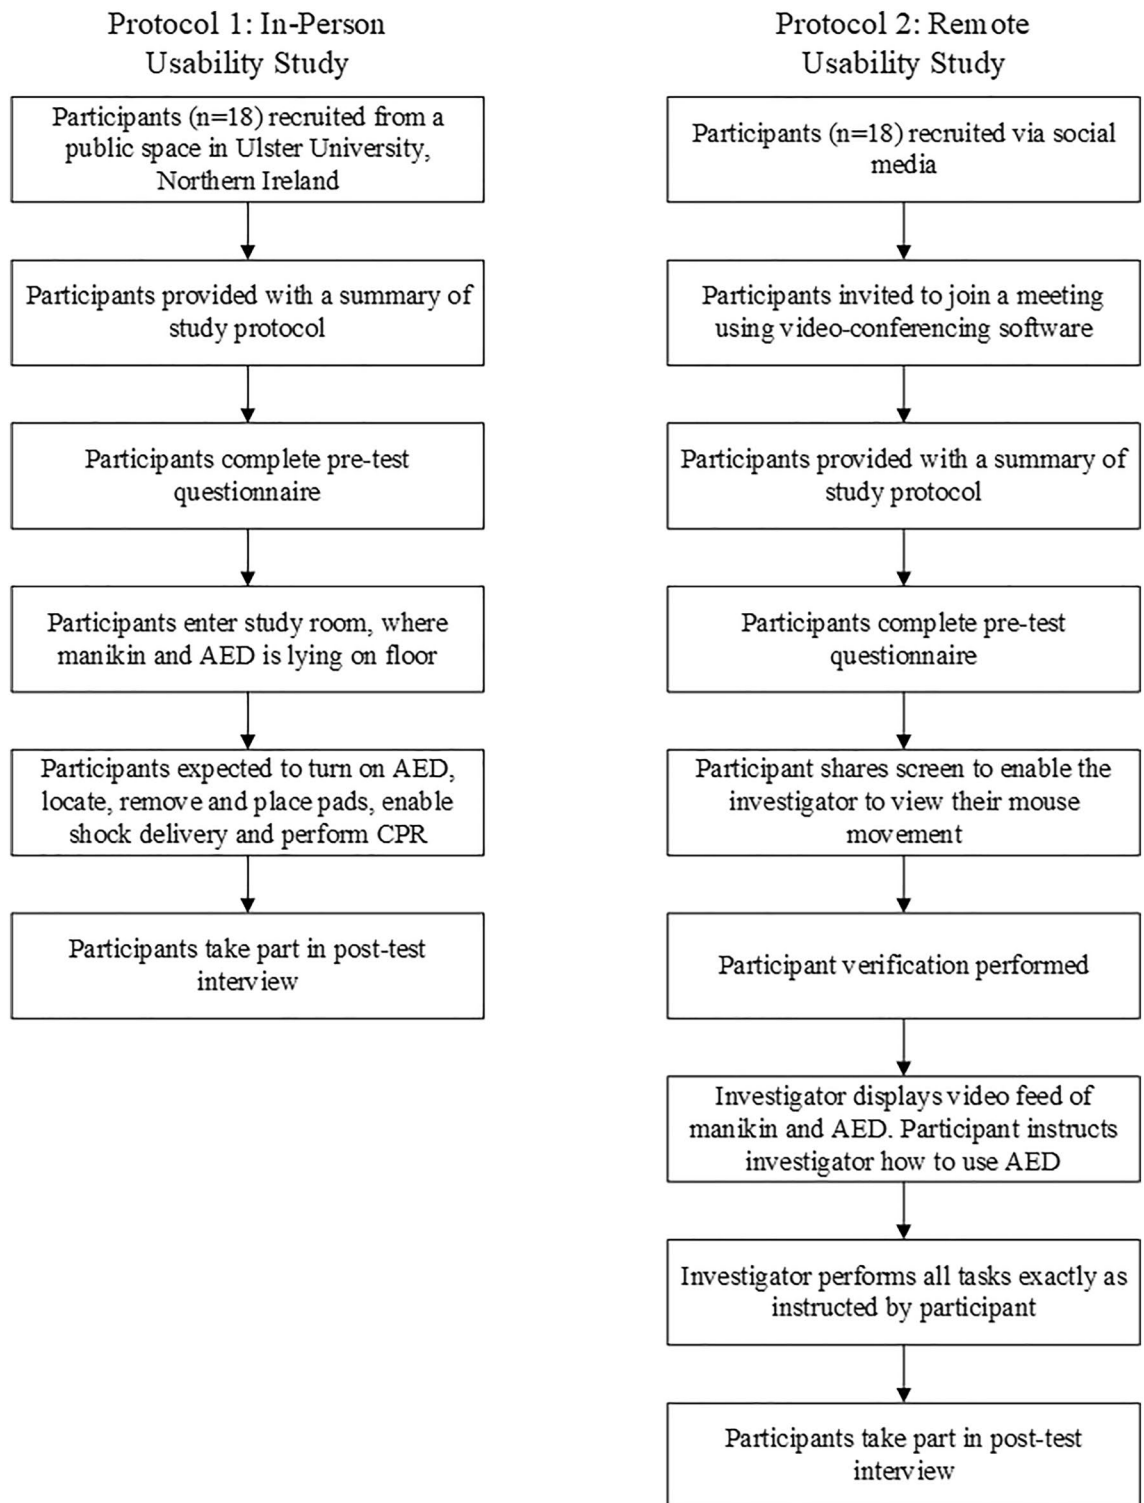 Protocol 1: In-Person
Usability Study
Participants (n=18) recruited from a
public space in Ulster University,
Northern Ireland
Participants provided with a summary of
study protocol
Participants complete pre-test
questionnaire
Participants enter study room, where
manikin and AED is lying on floor
Participants expected to turn on AED,
locate, remove and place pads, enable
shock delivery and perform CPR
Participants take part in post-test
interview
Protocol 2: Remote
Usability Study
Participants (n=18) recruited via social
media
Participants invited to join a meeting
using video-conferencing software
Participants provided with a summary of
study protocol
Participants complete pre-test
questionnaire
Participant shares screen to enable the
investigator to view their mouse
movement
Participant verification performed
Investigator displays video feed of
manikin and AED. Participant instructs
investigator how to use AED
Investigator performs all tasks exactly as
instructed by participant
Participants take part in post-test
interview